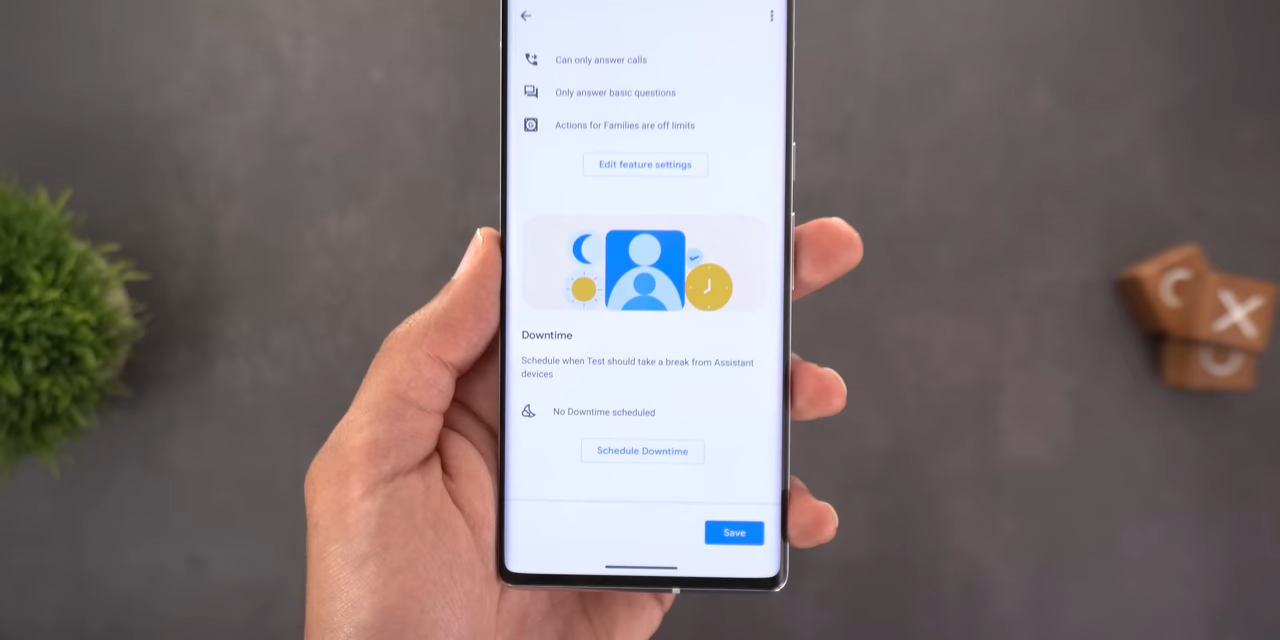 Can only answer calls
Only answer basic questions
Actions for Families are off limits
Edit feature settings
Downtime
Schedule when Test should take a break from Assistant
devices
No Downtime scheduled
Schedule Downtime
Save
X